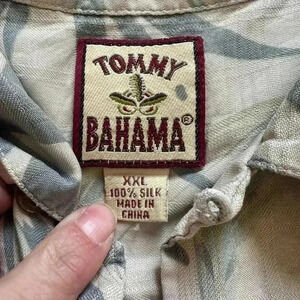 TOMMY
BAHAMA®
XXL
100% SILK
MADE IN
CHINA